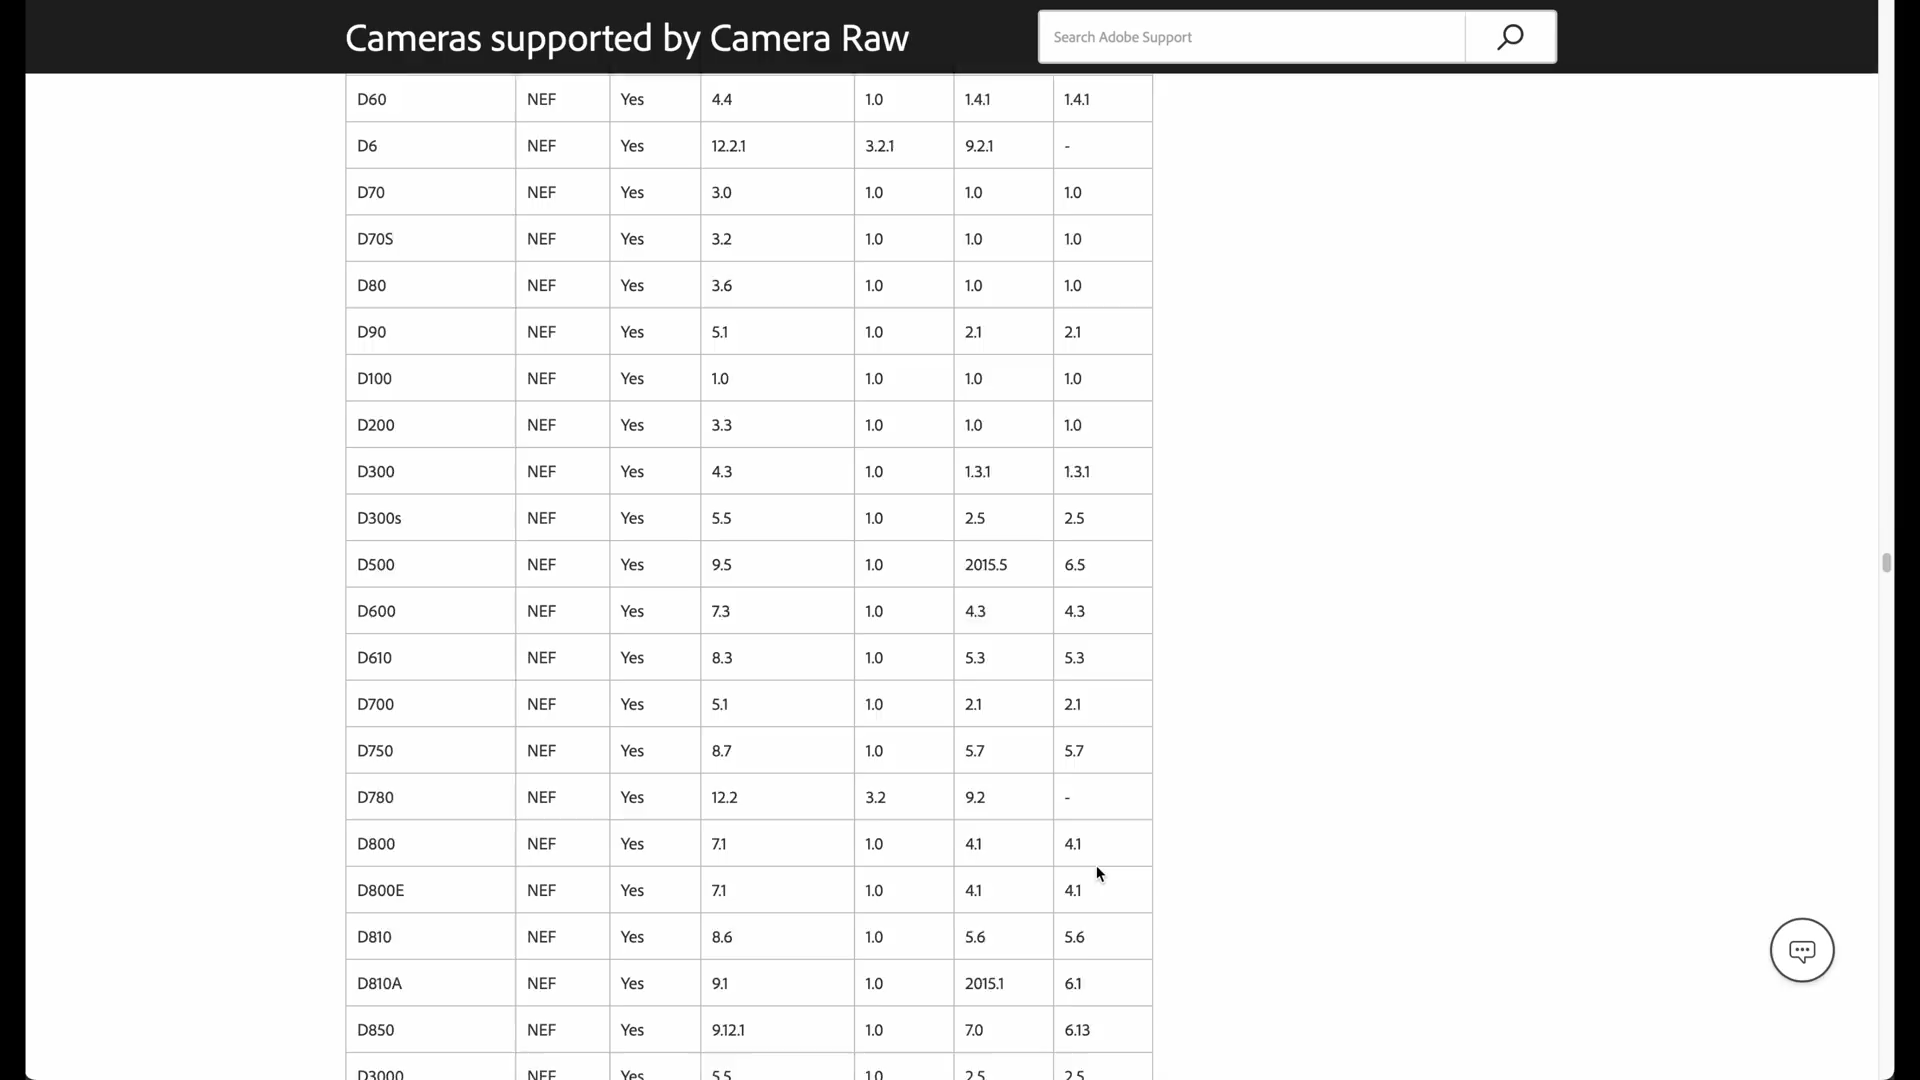 Cameras supported by Camera Raw
Search Adobe Support
D60 NEF Yes 4.4 1.0 1.4.1 1.4.1
D6 NEF Yes 12.2.1 3.2.1 9.2.1 -
D70 NEF Yes 3.0 1.0 1.0 1.0
D70S NEF Yes 3.2 1.0 1.0 1.0
D80 NEF Yes 3.6 1.0 1.0 1.0
D90 NEF Yes 5.1 1.0 2.1 2.1
D100 NEF Yes 1.0 1.0 1.0 1.0
D200 NEF Yes 3.3 1.0 1.0 1.0
D300 NEF Yes 4.3 1.0 1.3.1 1.3.1
D300s NEF Yes 5.5 1.0 2.5 2.5
D500 NEF Yes 9.5 1.0 2015.5 6.5
D600 NEF Yes 7.3 1.0 4.3 4.3
D610 NEF Yes 8.3 1.0 5.3 5.3
D700 NEF Yes 5.1 1.0 2.1 2.1
D750 NEF Yes 8.7 1.0 5.7 5.7
D780 NEF Yes 12.2 3.2 9.2 -
D800 NEF Yes 7.1 1.0 4.1 4.1
D800E NEF Yes 7.1 1.0 4.1 4.1
D810 NEF Yes 8.6 1.0 5.6 5.6
D810A NEF Yes 9.1 1.0 2015.1 6.1
D850 NEF Yes 9.12.1 1.0 7.0 6.13
D3000 NEF Yes 5.5 1.0 2.5 2.5